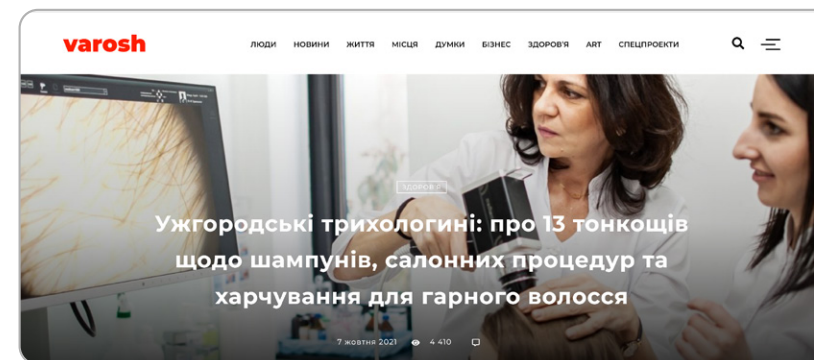 varosh
ЛЮДИ НОВИНИ ЖИТТЯ МІСЦЯ ДУМКИ БІЗНЕС ЗДОРОВ'Я ART СПЕЦПРОЕКТИ
ЗДОРОВ'Я
Ужгородські трихологині: про 13 тонкощів
щодо шампунів, салонних процедур та
харчування для гарного волосся
7 жовтня 2021 4 410